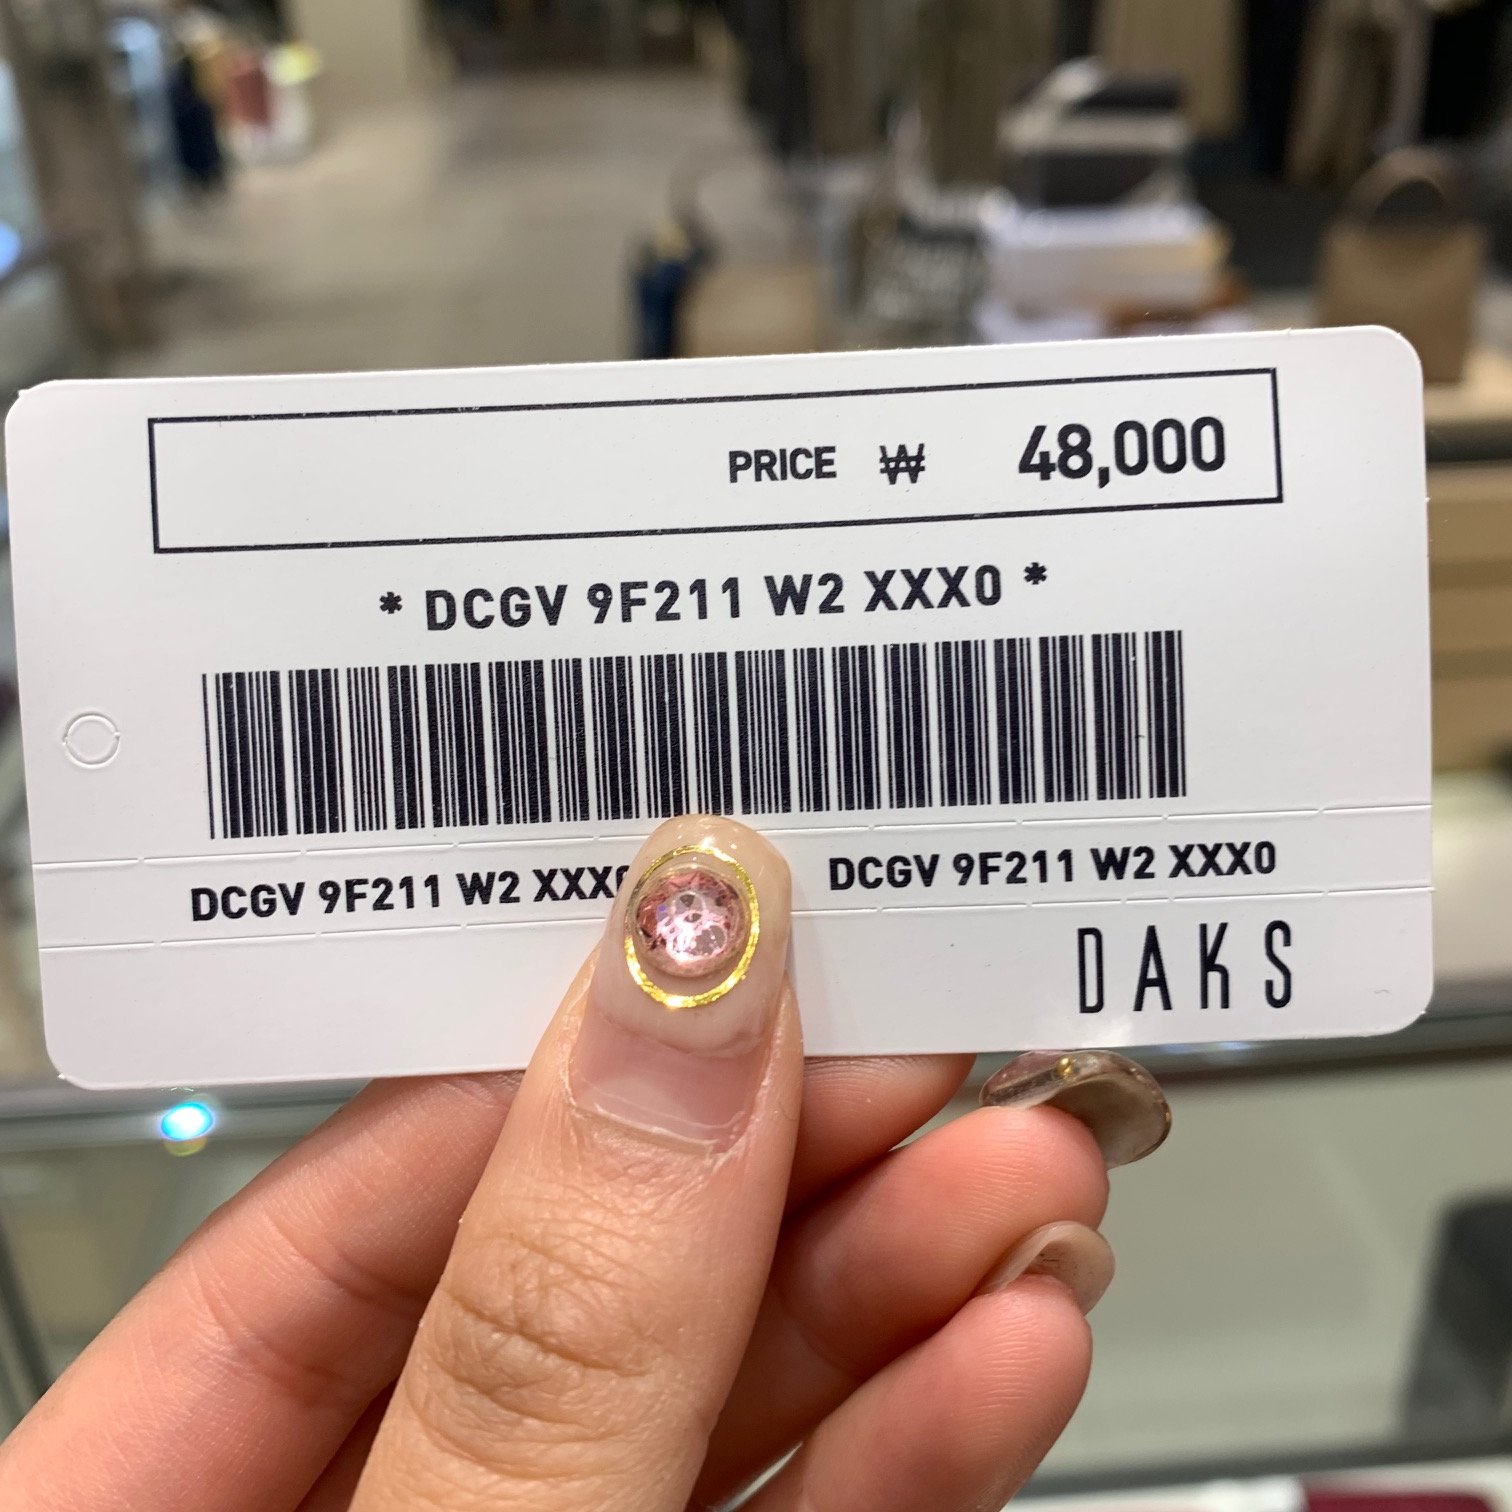 PRICE ₩ 48,000
* DCGV 9F211 W2 XXX0 *
DCGV 9F211 W2 DCGV 9F211 W2 XXX0
DAKS